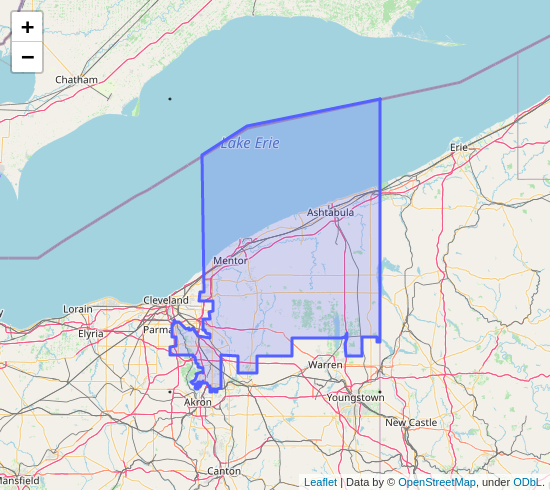 +
−
Chatham
Lake Erie
Erie
Ashtabula
Mentor
Cleveland
Lorain
Parma
Elyria
Warren
Akron
Youngstown
New Castle
Canton
Mansfield
Leaflet | Data by © OpenStreetMap, under ODbL.